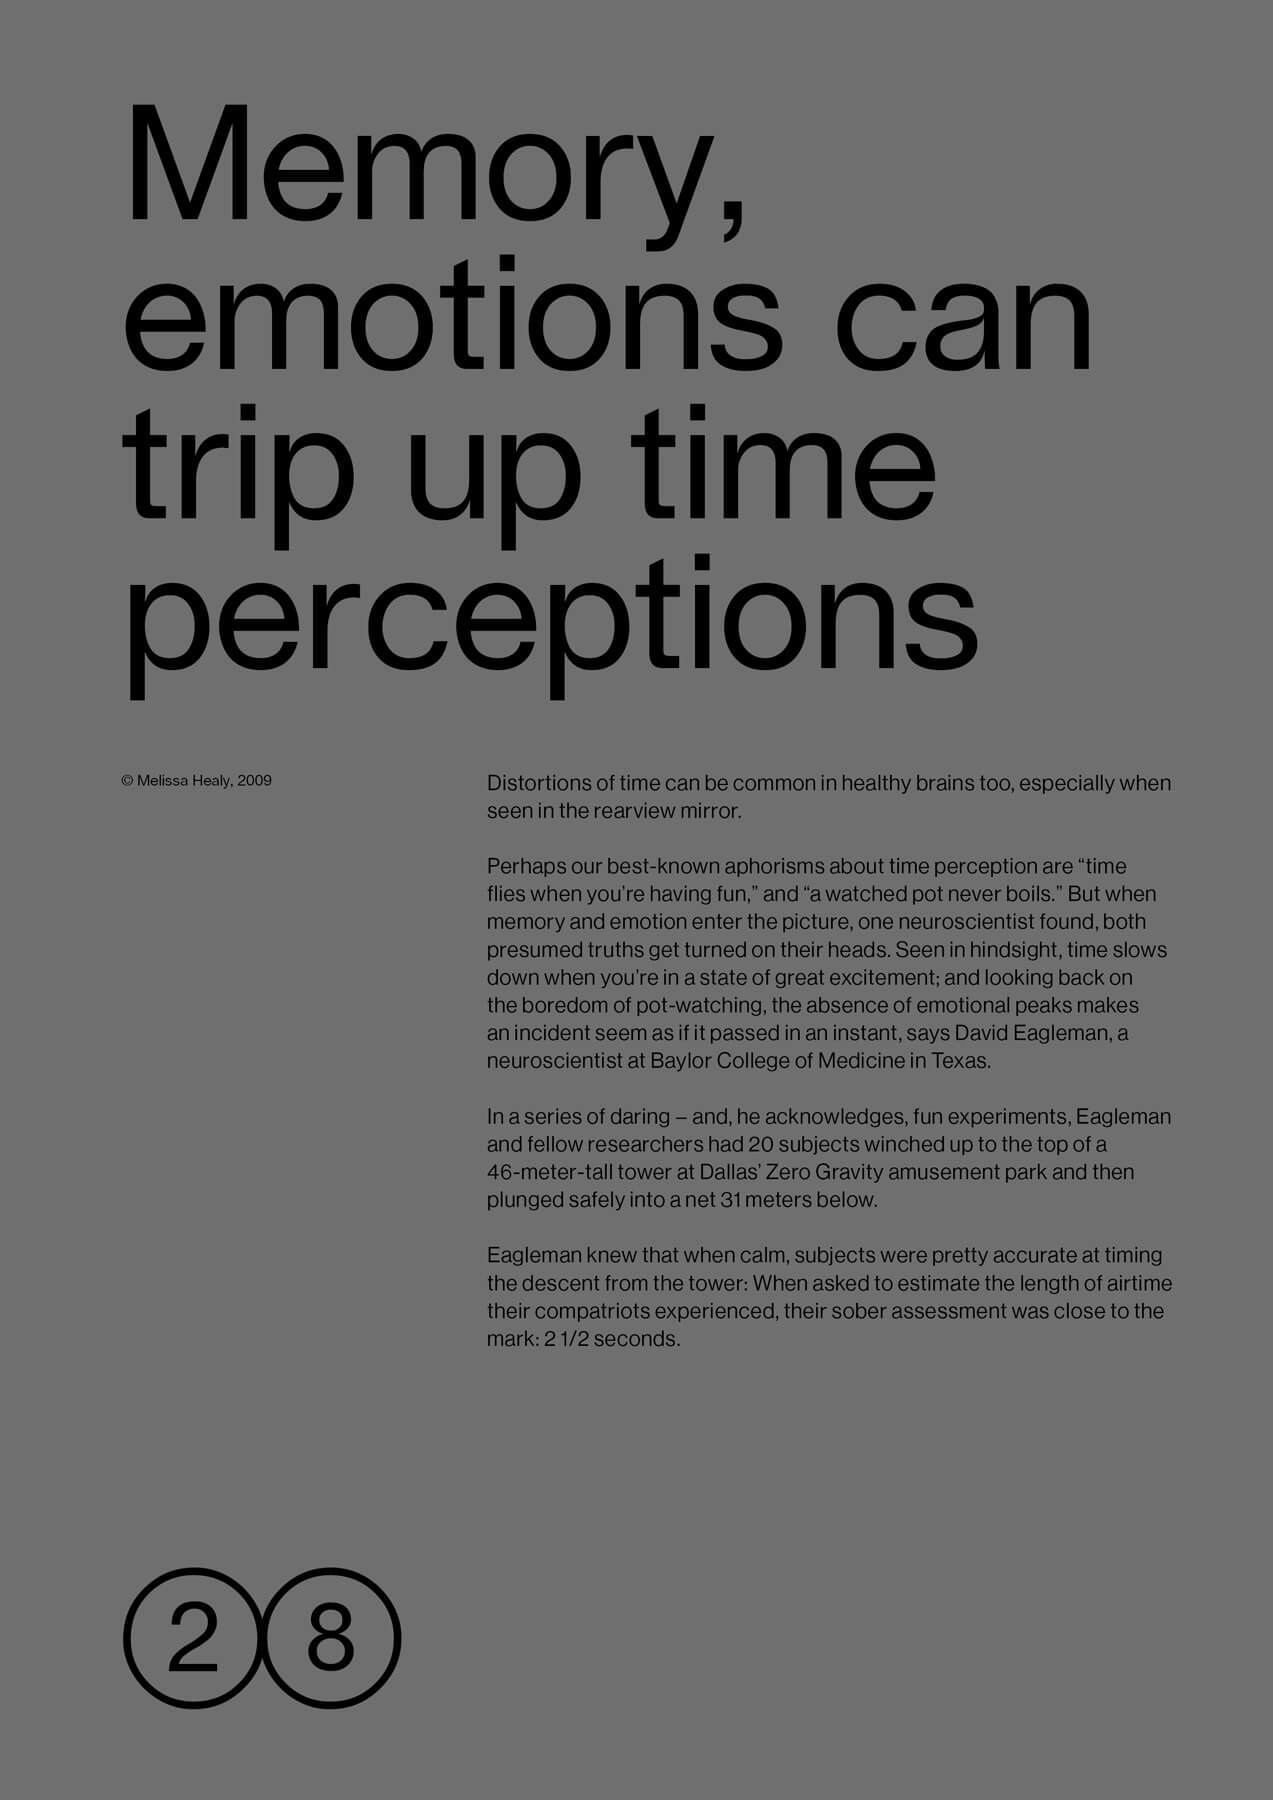 Memory,
emotions can
trip up time
perceptions
© Melissa Healy, 2009
Distortions of time can be common in healthy brains too, especially when
seen in the rearview mirror.
Perhaps our best-known aphorisms about time perception are “time
flies when you’re having fun,” and “a watched pot never boils.” But when
memory and emotion enter the picture, one neuroscientist found, both
presumed truths get turned on their heads. Seen in hindsight, time slows
down when you’re in a state of great excitement; and looking back on
the boredom of pot-watching, the absence of emotional peaks makes
an incident seem as if it passed in an instant, says David Eagleman, a
neuroscientist at Baylor College of Medicine in Texas.
In a series of daring – and, he acknowledges, fun experiments, Eagleman
and fellow researchers had 20 subjects winched up to the top of a
46-meter-tall tower at Dallas’ Zero Gravity amusement park and then
plunged safely into a net 31 meters below.
Eagleman knew that when calm, subjects were pretty accurate at timing
the descent from the tower: When asked to estimate the length of airtime
their compatriots experienced, their sober assessment was close to the
mark: 2 1/2 seconds.
2 8